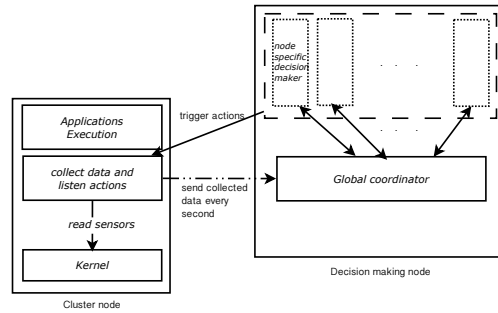 node
specific
decision
maker
. . .
trigger actions
. . .
Applications
Execution
collect data and
listen actions
send collected
data every
second
Global coordinator
read sensors
Kernel
Cluster node
Decision making node